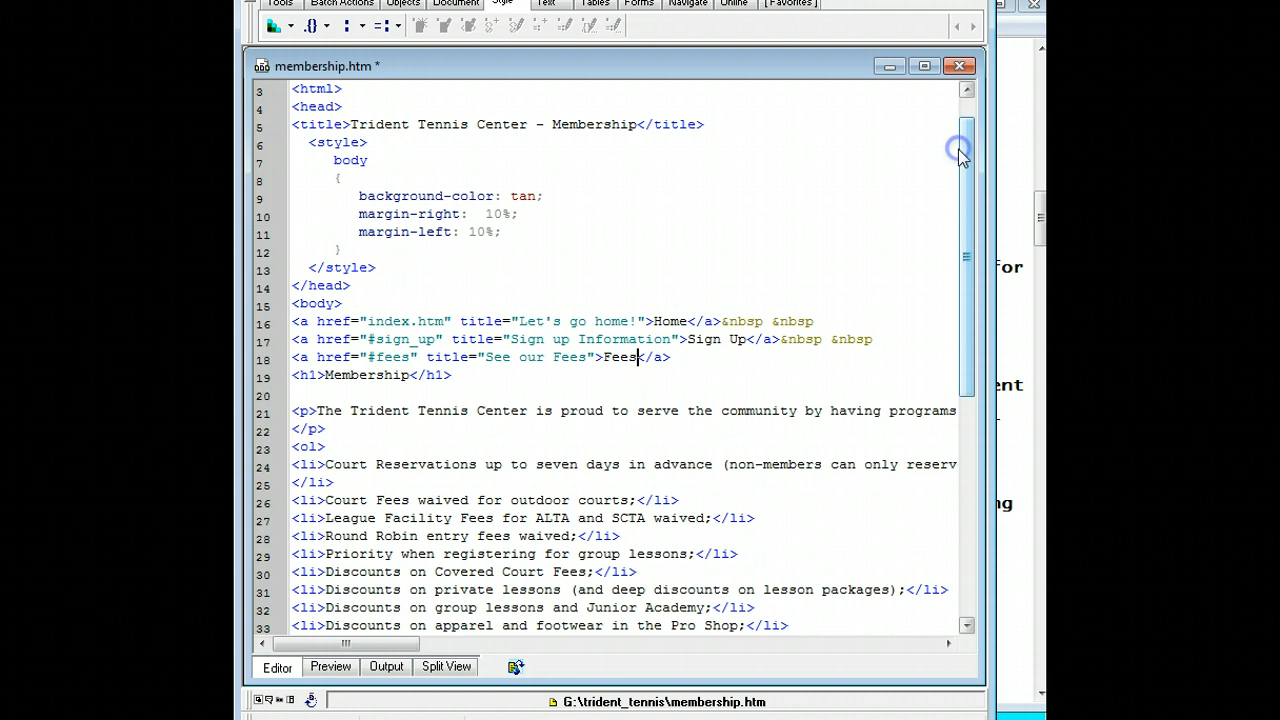 Tools Batch Actions Objects Document Style Text Tables Forms Navigate Online [Favorites]
membership.htm *
3 <html>
4 <head>
5 <title>Trident Tennis Center - Membership</title>
6 <style>
7 body
8 {
9 background-color: tan;
10 margin-right: 10%;
11 margin-left: 10%;
12 }
13 </style>
14 </head>
15 <body>
16 <a href="index.htm" title="Let's go home!">Home</a>&nbsp &nbsp
17 <a href="#sign_up" title="Sign up Information">Sign Up</a>&nbsp &nbsp
18 <a href="#fees" title="See our Fees">Fees</a>
19 <h1>Membership</h1>
20
21 <p>The Trident Tennis Center is proud to serve the community by having programs
22 </p>
23 <ol>
24 <li>Court Reservations up to seven days in advance (non-members can only reserv
25 </li>
26 <li>Court Fees waived for outdoor courts;</li>
27 <li>League Facility Fees for ALTA and SCTA waived;</li>
28 <li>Round Robin entry fees waived;</li>
29 <li>Priority when registering for group lessons;</li>
30 <li>Discounts on Covered Court Fees;</li>
31 <li>Discounts on private lessons (and deep discounts on lesson packages);</li>
32 <li>Discounts on group lessons and Junior Academy;</li>
33 <li>Discounts on apparel and footwear in the Pro Shop;</li>
Editor Preview Output Split View
G:\trident_tennis\membership.htm
for
ent
ng